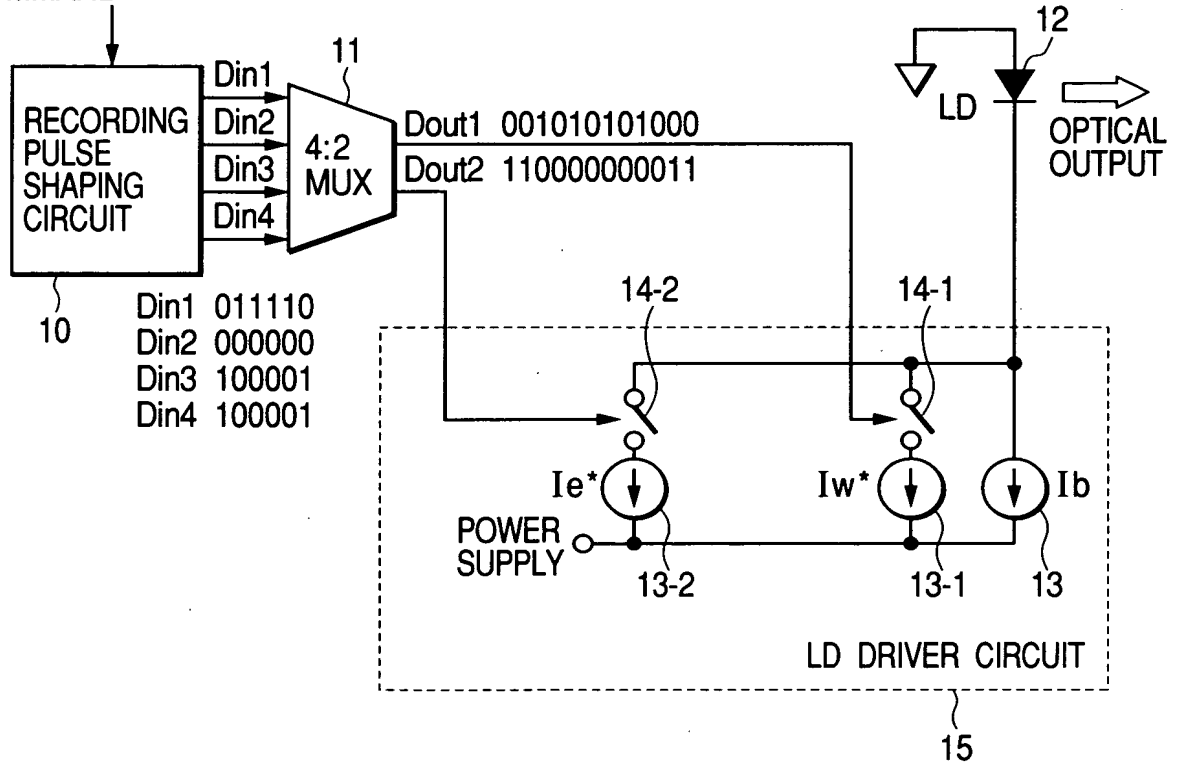 11
12
RECORDING
PULSE
SHAPING
CIRCUIT
Din1
Din2
Din3
Din4
4:2
MUX
Dout1 001010101000
Dout2 110000000011
LD
OPTICAL
OUTPUT
10
Din1 011110
Din2 000000
Din3 100001
Din4 100001
14-2
14-1
Ie*
Iw*
Ib
POWER
SUPPLY
13-2
13-1
13
LD DRIVER CIRCUIT
15